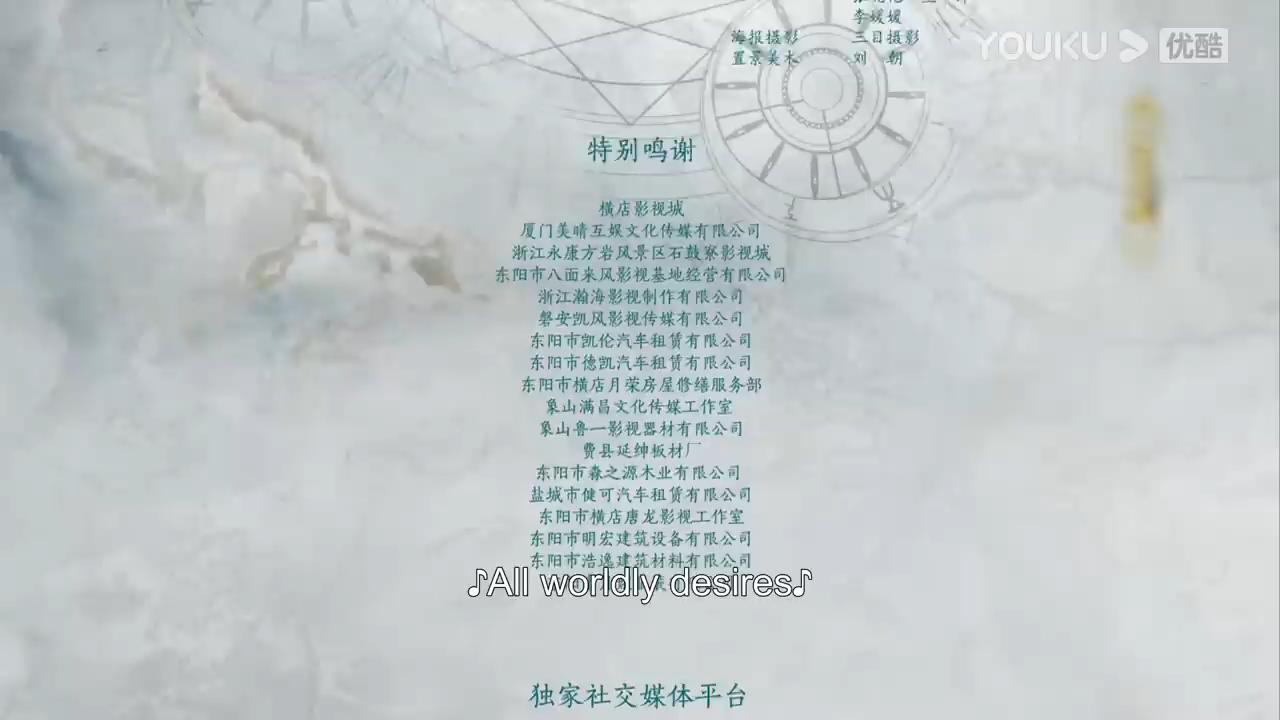 李媛媛
海报摄影 三目摄影
置景美术 刘 朝
YOUKU 优酷
特别鸣谢
横店影视城
厦门美晴互娱文化传媒有限公司
浙江永康方岩风景区石鼓寮影视城
东阳市八面来风影视基地经营有限公司
浙江瀚海影视制作有限公司
磐安凯风影视传媒有限公司
东阳市凯伦汽车租赁有限公司
东阳市德凯汽车租赁有限公司
东阳市横店月荣房屋修缮服务部
象山满昌文化传媒工作室
象山鲁一影视器材有限公司
费县延绅板材厂
东阳市森之源木业有限公司
盐城市健可汽车租赁有限公司
东阳市横店唐龙影视工作室
东阳市明宏建筑设备有限公司
东阳市浩逸建筑材料有限公司
♪All worldly desires♪
独家社交媒体平台